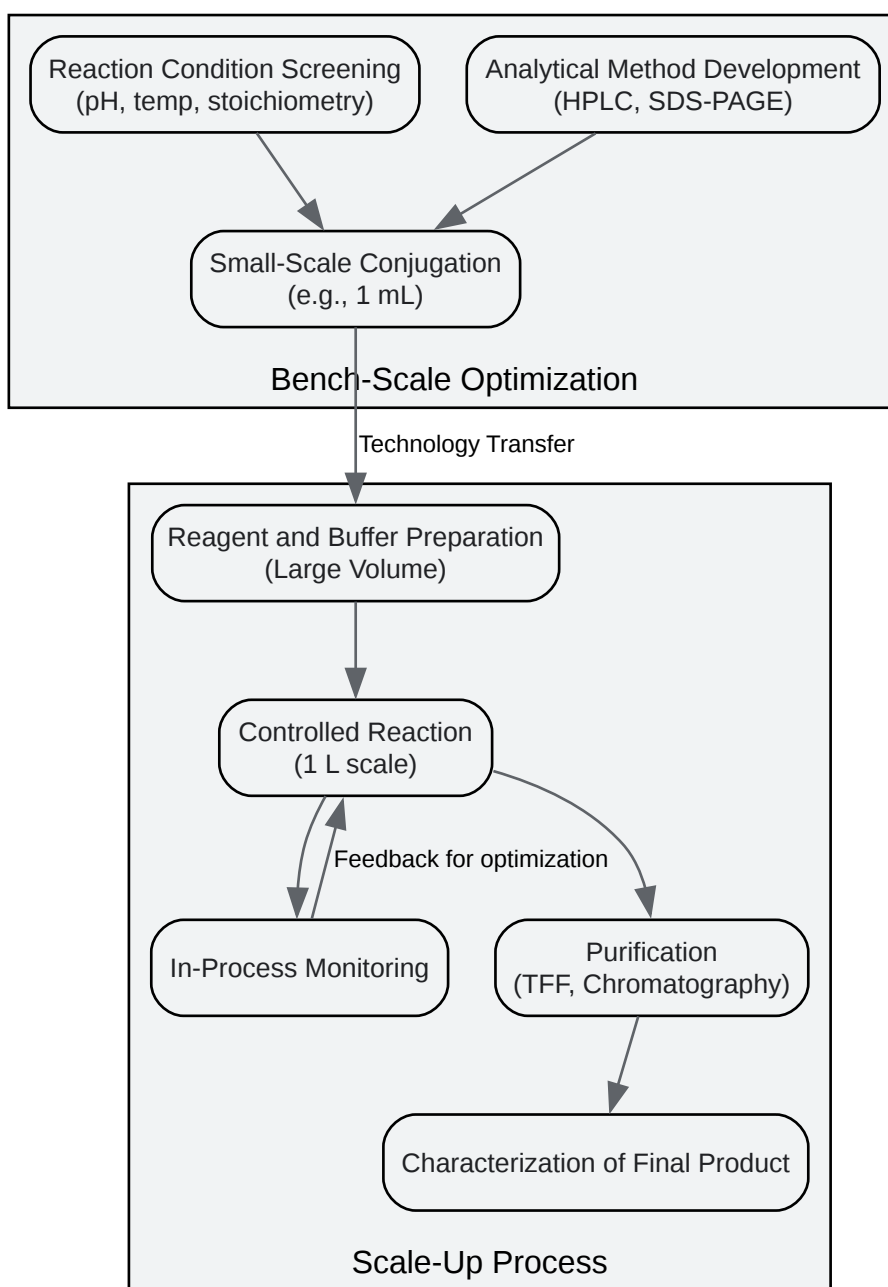 Reaction Condition Screening
(pH, temp, stoichiometry)
Analytical Method Development
(HPLC, SDS-PAGE)
Small-Scale Conjugation
(e.g., 1 mL)
Bench-Scale Optimization
Technology Transfer
Reagent and Buffer Preparation
(Large Volume)
Controlled Reaction
(1 L scale)
Feedback for optimization
In-Process Monitoring
Purification
(TFF, Chromatography)
Characterization of Final Product
Scale-Up Process